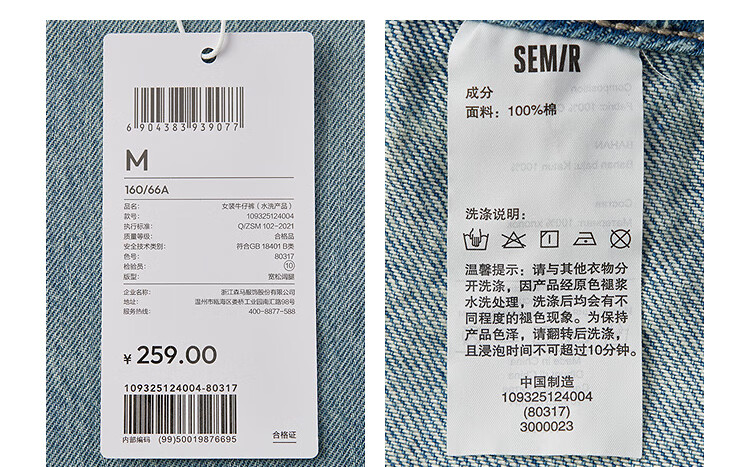 6 904383 939077
M
160/66A
品名: 女装牛仔裤（水洗产品）
款号: 109325124004
执行标准: Q/ZSM 102-2021
质量等级: 合格品
安全技术类别: 符合GB 18401 B类
色号: 80317
检验员: 10
版型: 宽松阔腿
企业名称: 浙江森马服饰股份有限公司
地址: 温州市瓯海区娄桥工业园南汇路98号
服务热线: 400-8877-588
¥ 259.00
109325124004-80317
内部编码 (99)50019876695
合格证
SEMIR
成分
面料: 100%棉
洗涤说明:
温馨提示: 请与其他衣物分
开洗涤, 因产品经原色褪浆
水洗处理, 洗涤后均会有不
同程度的褪色现象。为保持
产品色泽, 请翻转后洗涤,
且浸泡时间不可超过10分钟。
中国制造
109325124004
(80317)
3000023